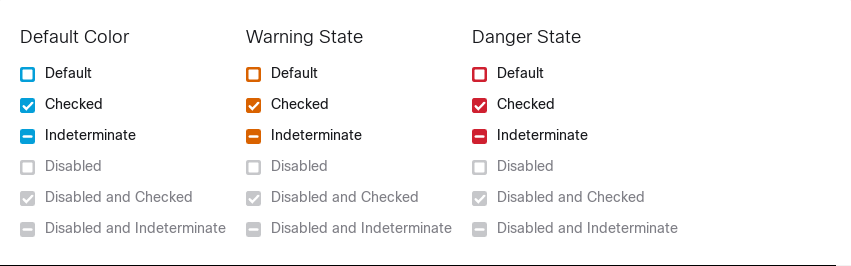 Default Color
Default
Checked
Indeterminate
Disabled
Disabled and Checked
Disabled and Indeterminate
Warning State
Default
Checked
Indeterminate
Disabled
Disabled and Checked
Disabled and Indeterminate
Danger State
Default
Checked
Indeterminate
Disabled
Disabled and Checked
Disabled and Indeterminate